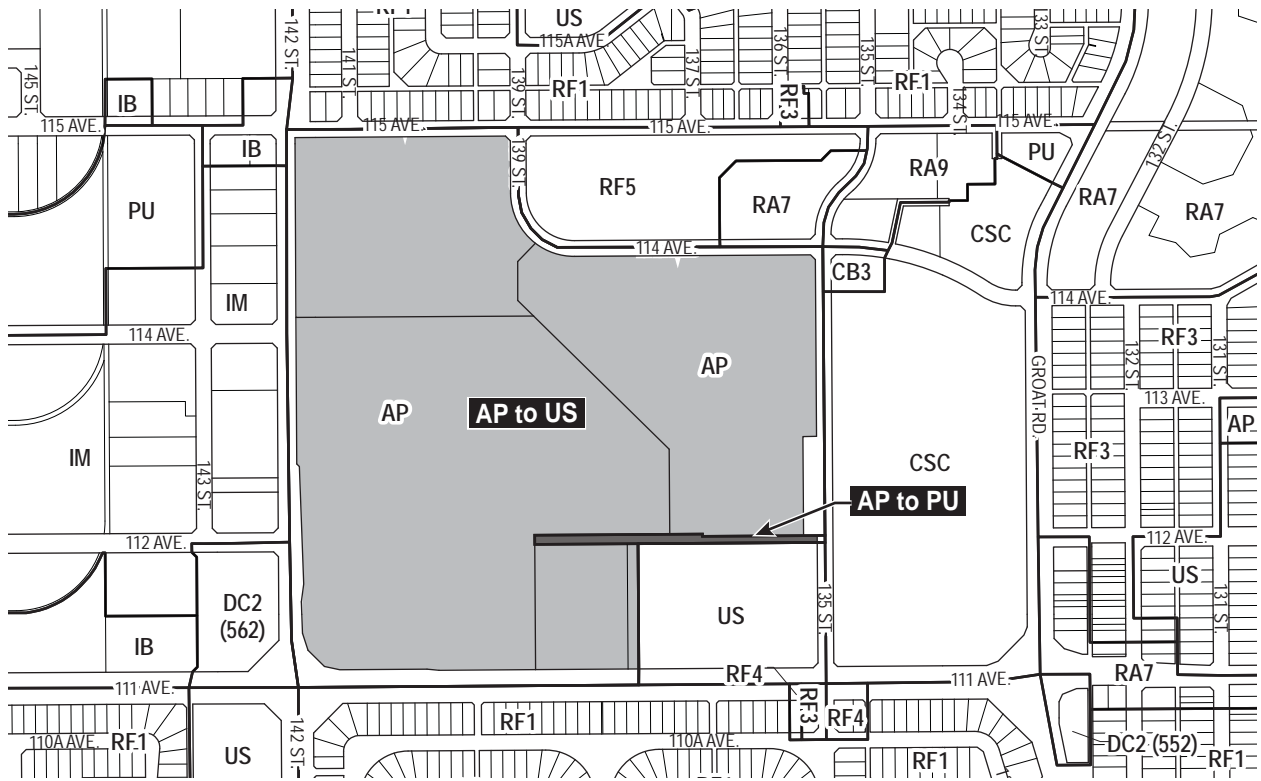 RF1
US
115A AVE.
145 ST.
142 ST.
141 ST.
139 ST.
137 ST.
136 ST.
135 ST.
134 ST.
133 ST.
132 ST.
IB
RF1
RF3
RF1
115 AVE.
115 AVE.
115 AVE.
115 AVE.
IB
PU
RA9
139 ST.
RF5
RA7
RA7
RA7
PU
CSC
114 AVE.
CB3
IM
114 AVE.
114 AVE.
RF3
132 ST.
131 ST.
GROAT RD.
AP
113 AVE.
AP
AP to US
AP
RF3
IM
143 ST.
CSC
AP to PU
112 AVE.
112 AVE.
US
DC2
(562)
US
135 ST.
131 ST.
IB
RF4
111 AVE.
111 AVE.
RA7
RF1
RF3
RF4
110A AVE.
RF1
US
142 ST.
110A AVE.
RF1
DC2 (552)
RF1